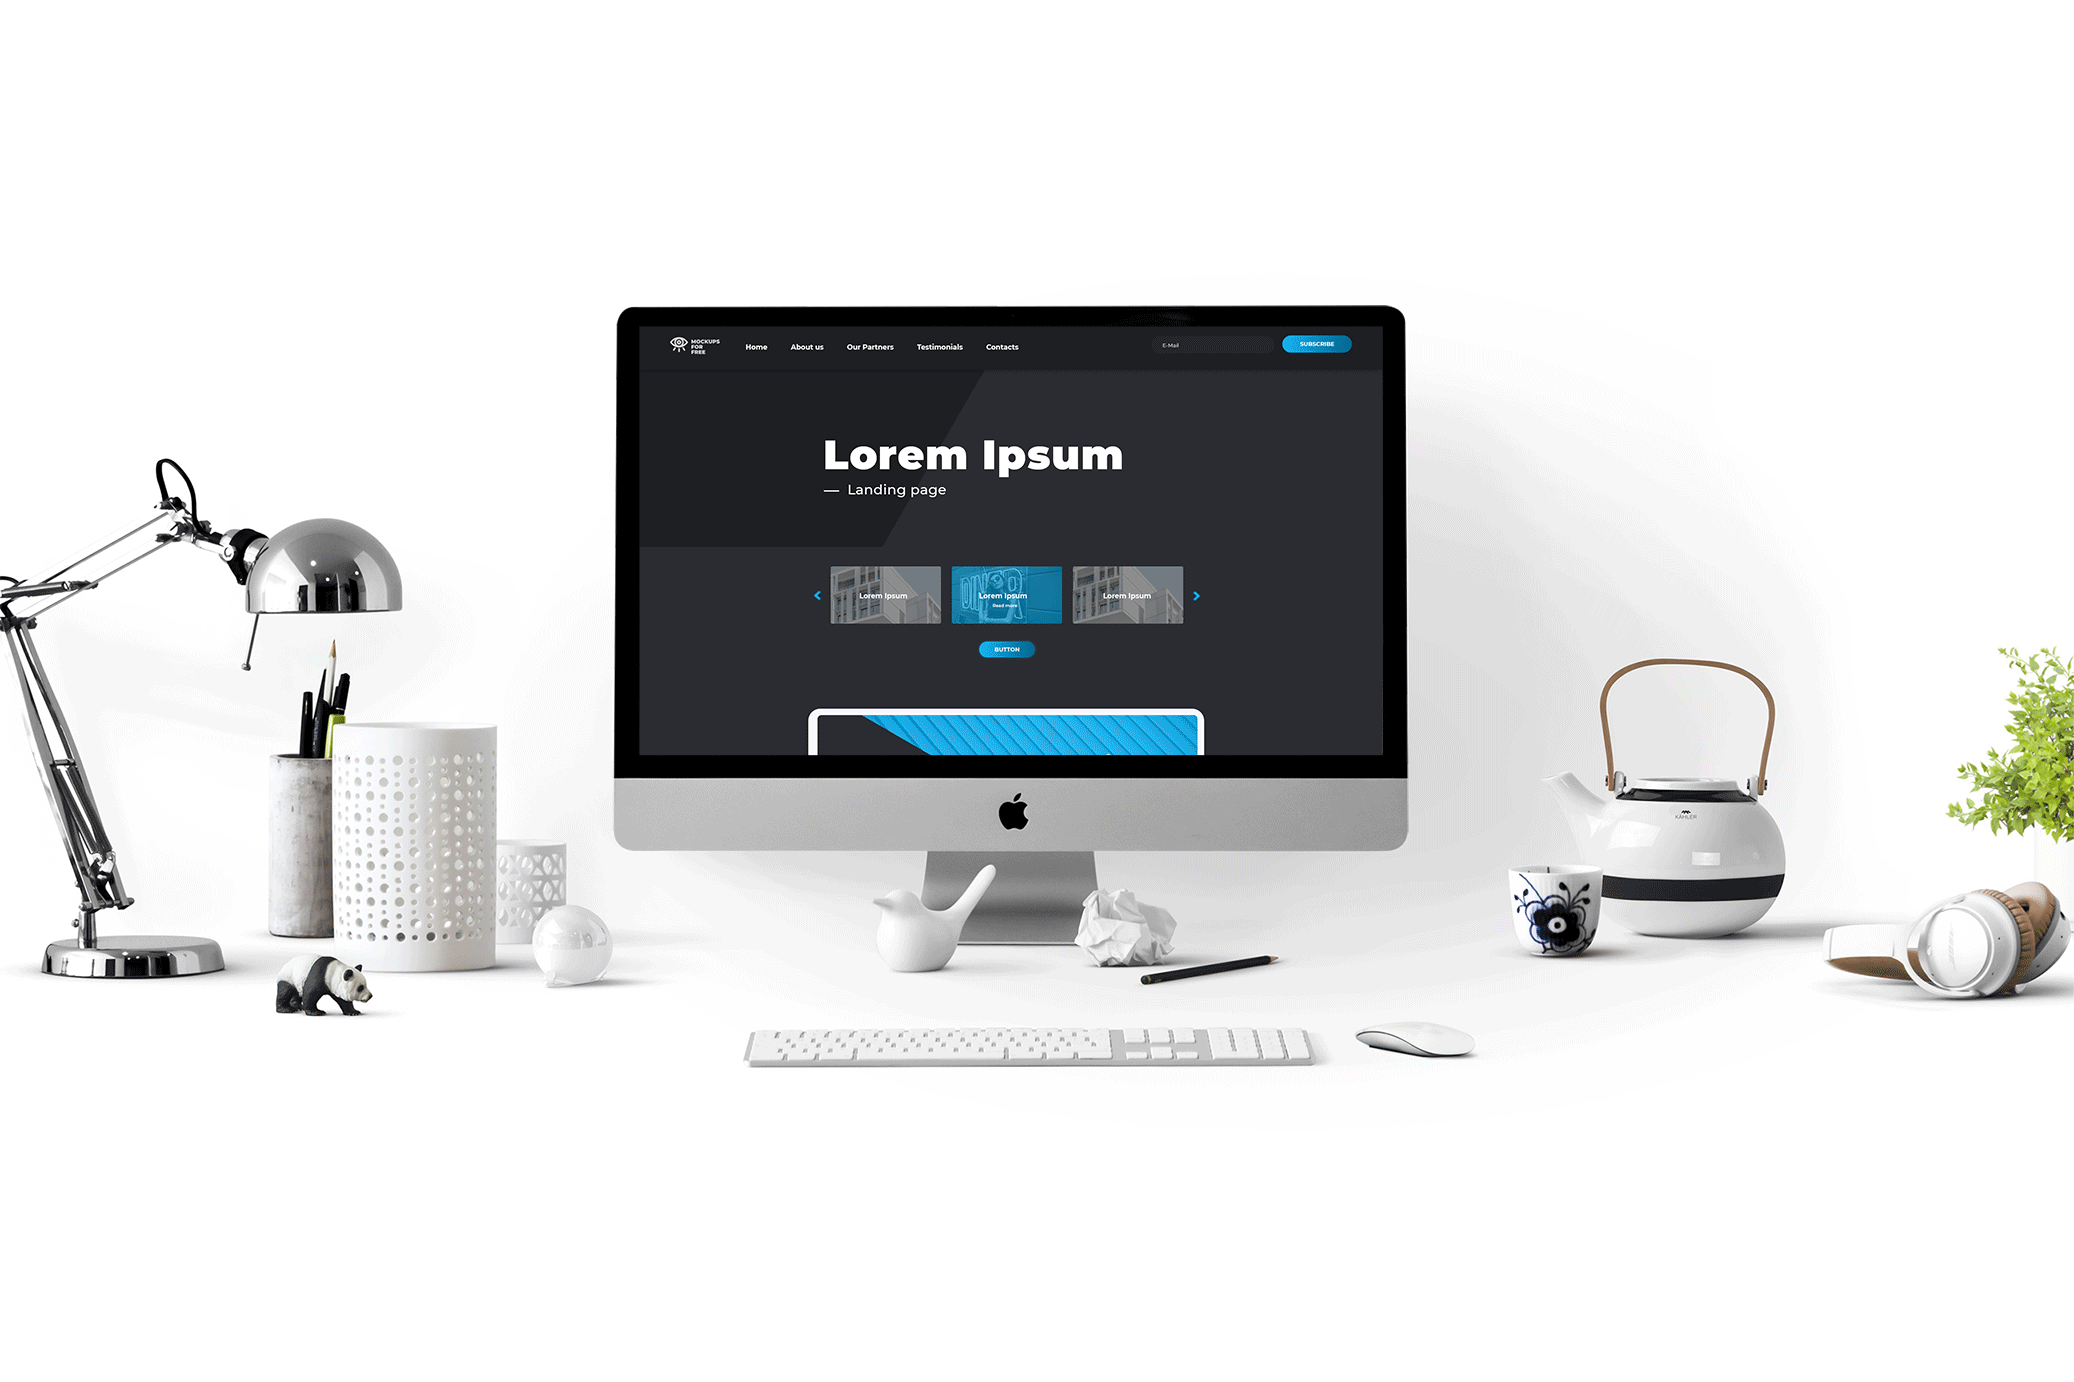 MOCKUPS
FOR
FREE
Home
About us
Our Partners
Testimonials
Contacts
E-Mail
SUBSCRIBE
Lorem Ipsum
— Landing page
Lorem Ipsum
Lorem Ipsum
Read more
Lorem Ipsum
BUTTON
KÄHLER